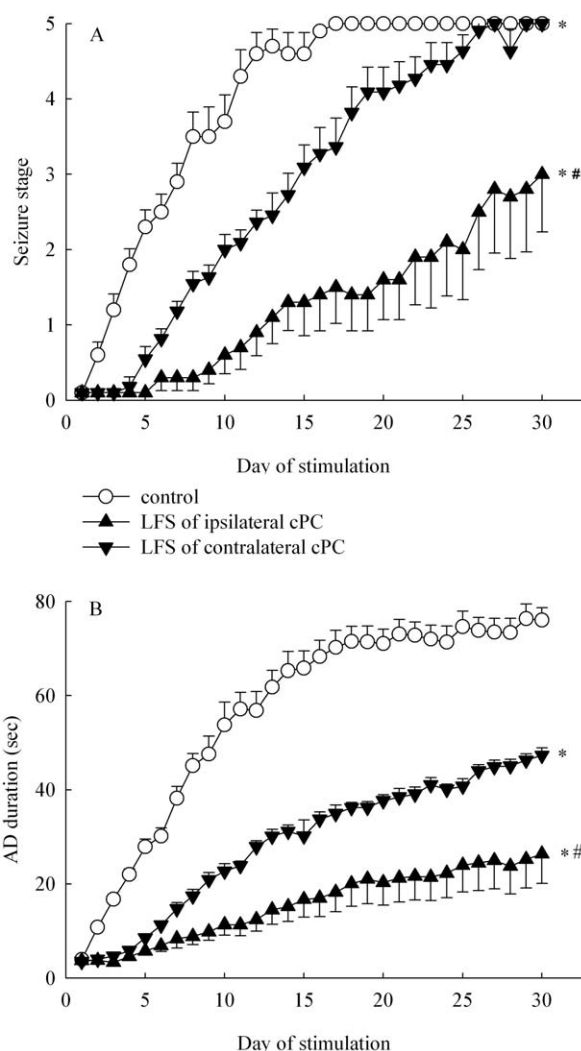 5
A
*
4
* #
3
Seizure stage
2
1
0
0 5 10 15 20 25 30
Day of stimulation
control
LFS of ipsilateral cPC
LFS of contralateral cPC
80
B
60
*
AD duration (sec)
40
* #
20
0
0 5 10 15 20 25 30
Day of stimulation